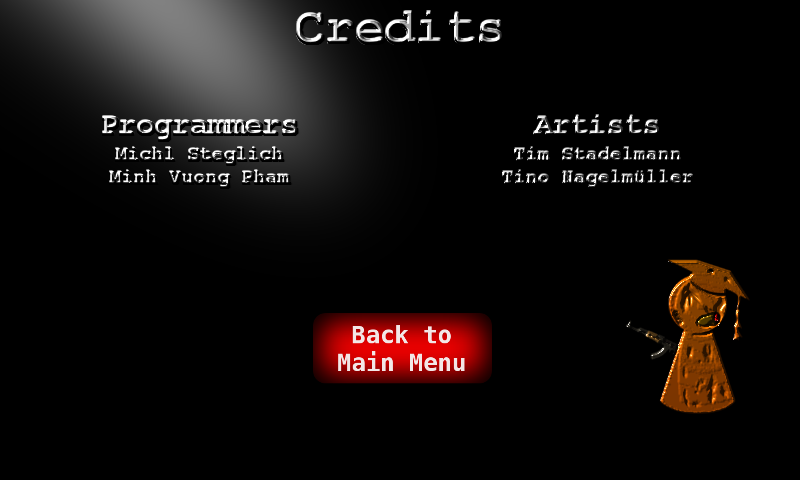 Credits
Programmers
Michl Steglich
Minh Vuong Pham
Artists
Tim Stadelmann
Tino Nagelmüller
Back to
Main Menu